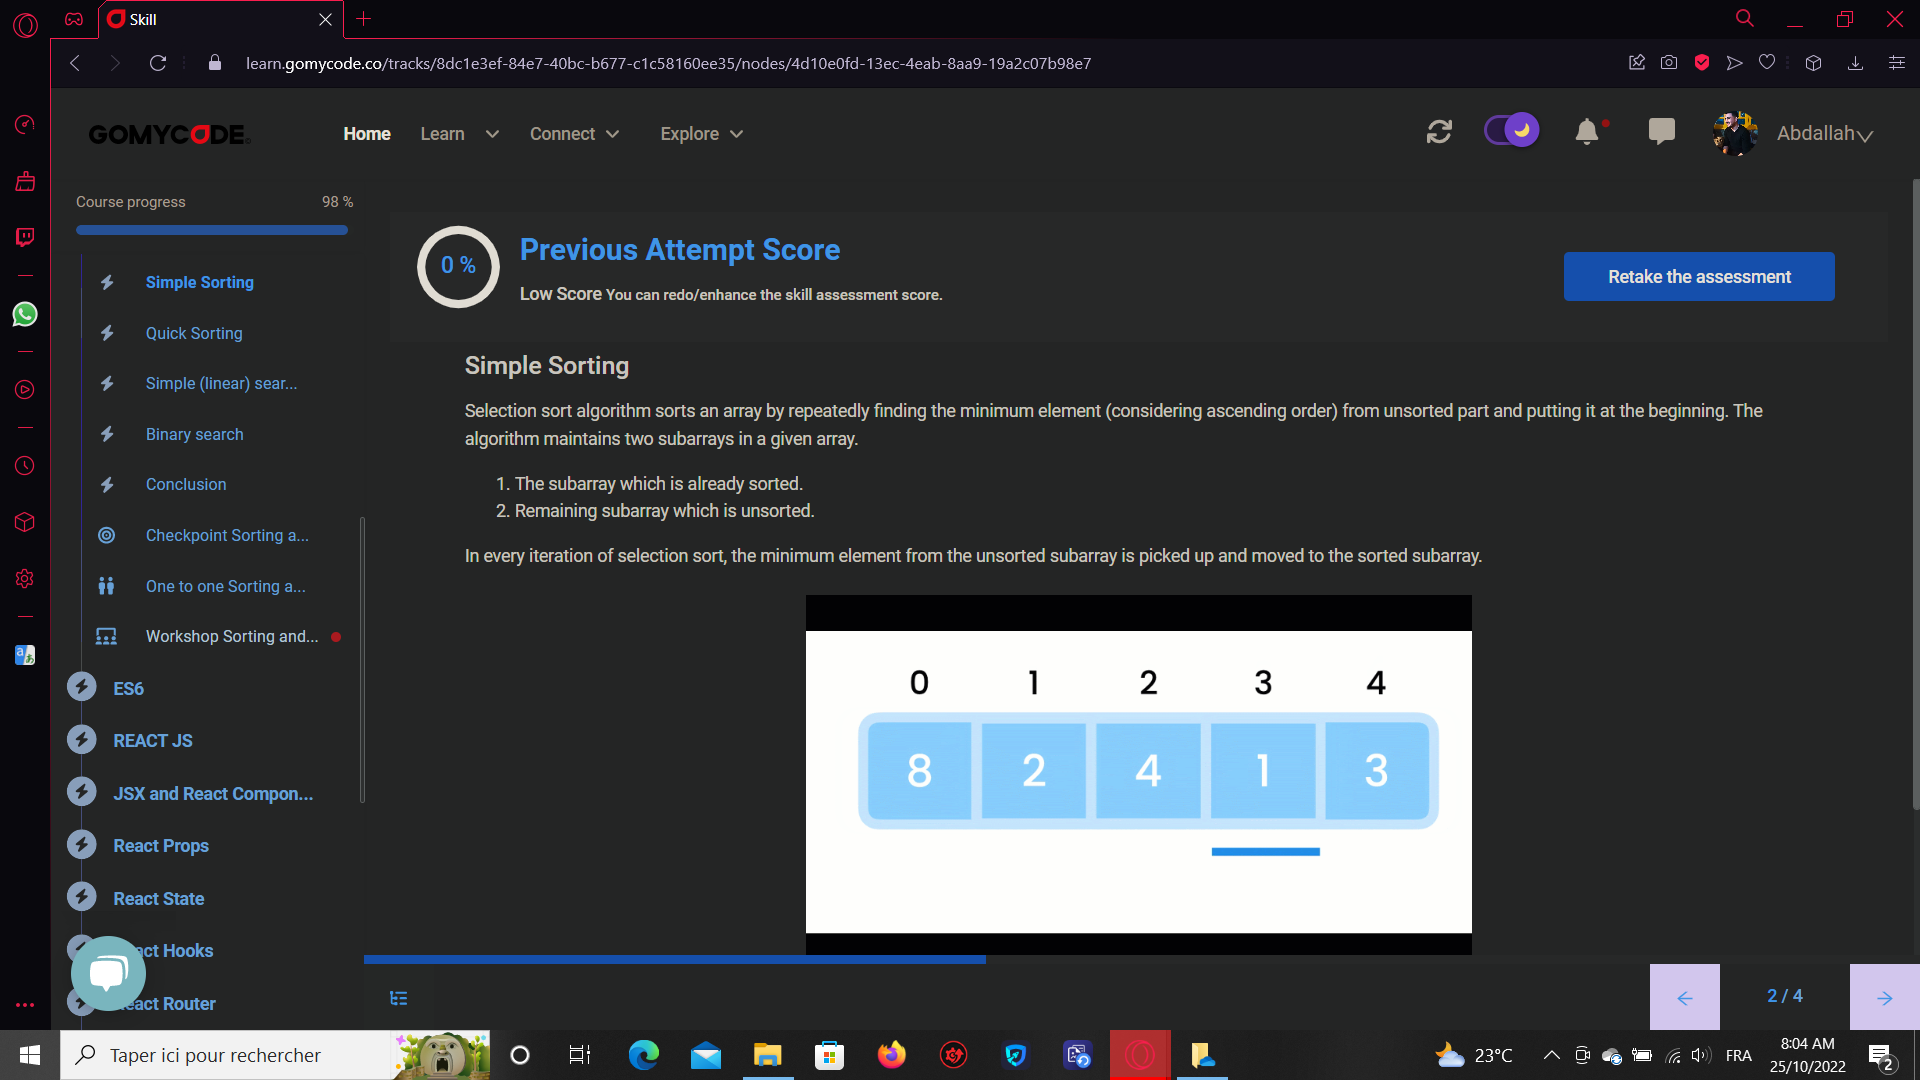 Skill
learn.gomycode.co/tracks/8dc1e3ef-84e7-40bc-b677-c1c58160ee35/nodes/4d10e0fd-13ec-4eab-8aa9-19a2c07b98e7
GOMYCODE
Home Learn Connect Explore
Abdallah
Course progress 98 %
Simple Sorting
Quick Sorting
Simple (linear) sear...
Binary search
Conclusion
Checkpoint Sorting a...
One to one Sorting a...
Workshop Sorting and...
ES6
REACT JS
JSX and React Compon...
React Props
React State
Hooks
Router
0 %
Previous Attempt Score
Low Score You can redo/enhance the skill assessment score.
Retake the assessment
Simple Sorting
Selection sort algorithm sorts an array by repeatedly finding the minimum element (considering ascending order) from unsorted part and putting it at the beginning. The
algorithm maintains two subarrays in a given array.
1. The subarray which is already sorted.
2. Remaining subarray which is unsorted.
In every iteration of selection sort, the minimum element from the unsorted subarray is picked up and moved to the sorted subarray.
0 1 2 3 4
8 2 4 1 3
2 / 4
Taper ici pour rechercher
23°C
FRA
8:04 AM
25/10/2022
2